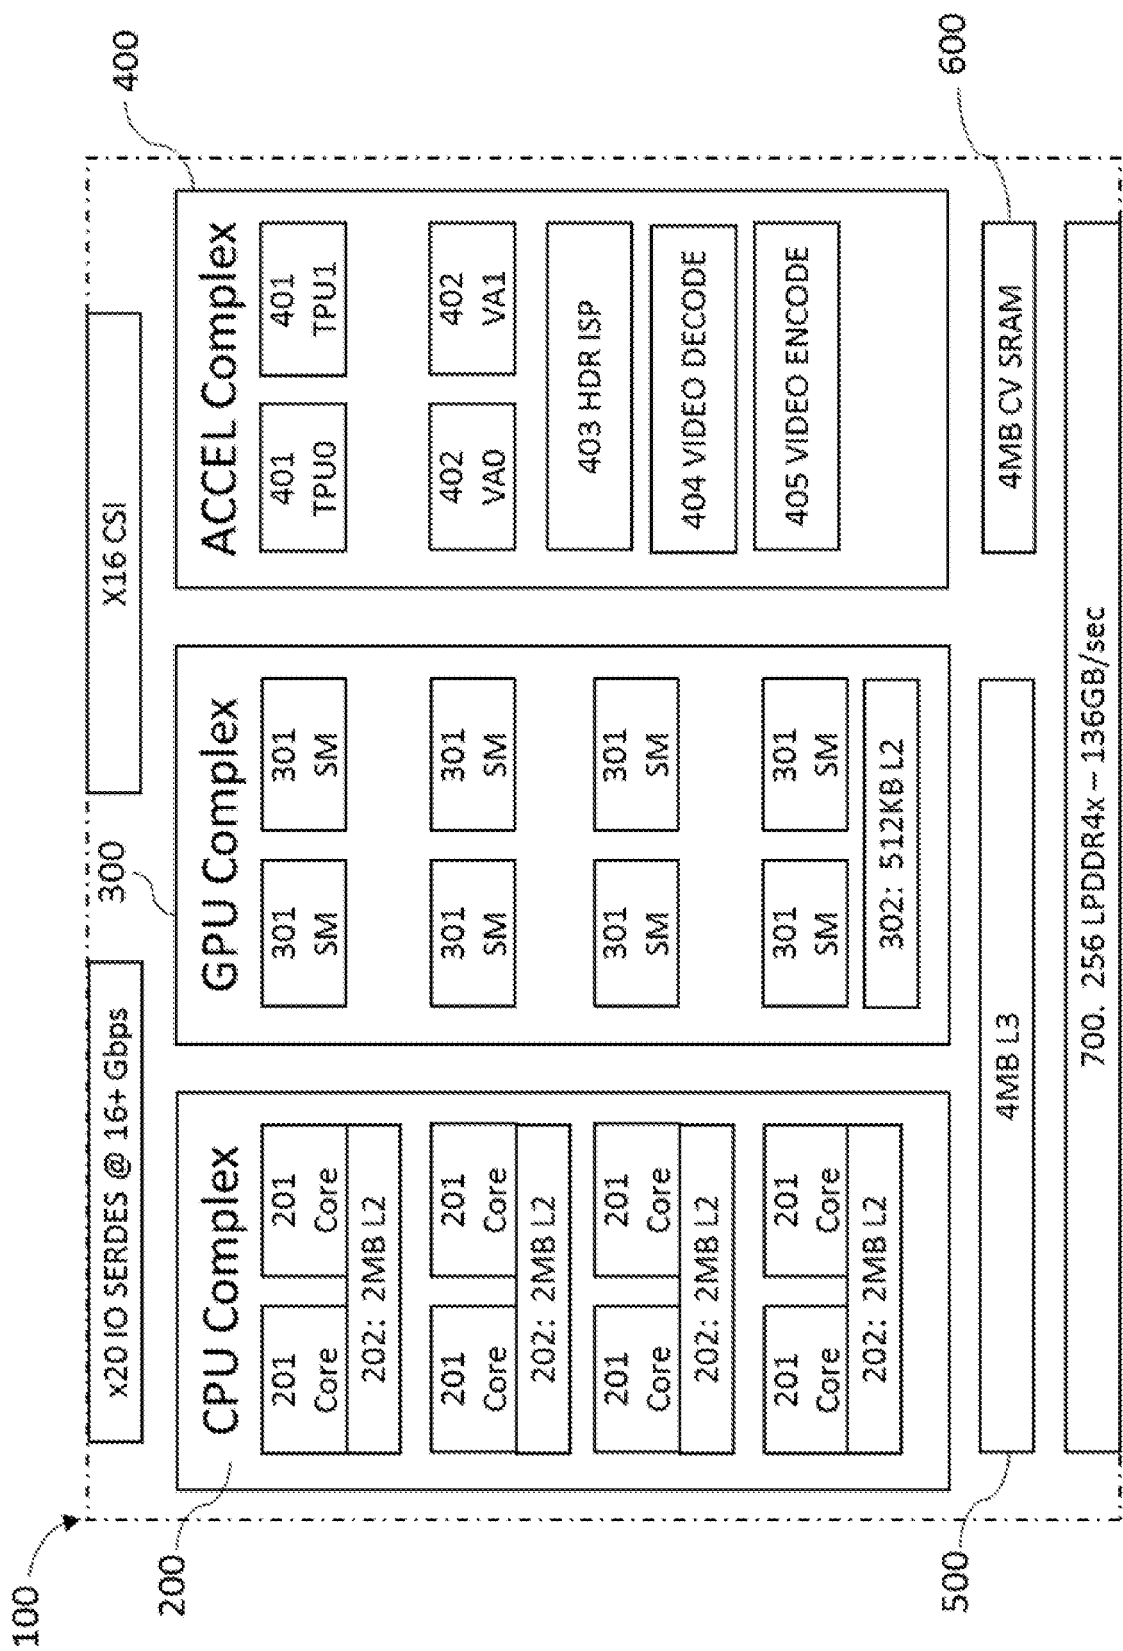 100
x20 IO SERDES @ 16+ Gbps
300
X16 CSI
400
200
CPU Complex
201
Core
201
Core
202: 2MB L2
201
Core
201
Core
202: 2MB L2
201
Core
201
Core
202: 2MB L2
201
Core
201
Core
202: 2MB L2
GPU Complex
301
SM
301
SM
301
SM
301
SM
301
SM
301
SM
301
SM
301
SM
302: 512KB L2
ACCEL Complex
401
TPU0
401
TPU1
402
VA0
402
VA1
403 HDR ISP
404 VIDEO DECODE
405 VIDEO ENCODE
500
4MB L3
4MB CV SRAM
600
700. 256 LPDDR4x – 136GB/sec